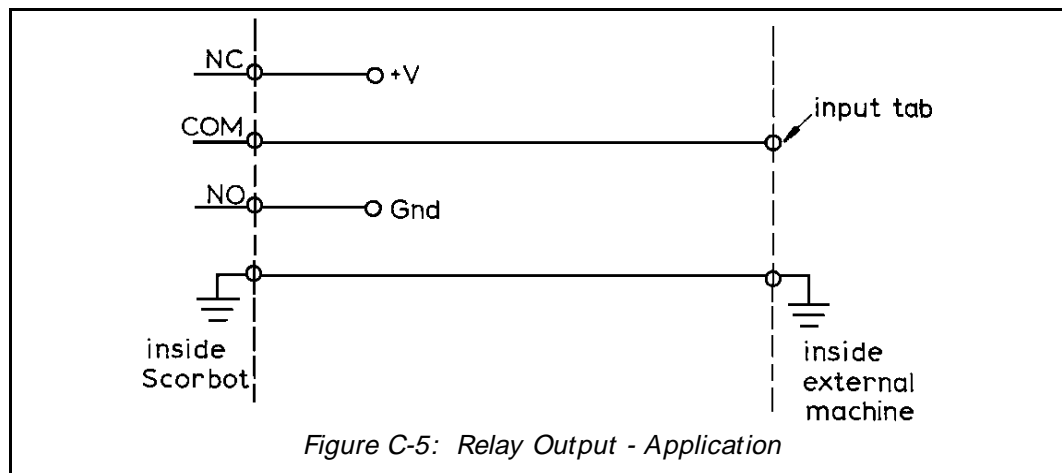 NC
+V
COM
input tab
NO
Gnd
inside
Scorbot
inside
external
machine
Figure C-5: Relay Output - Application